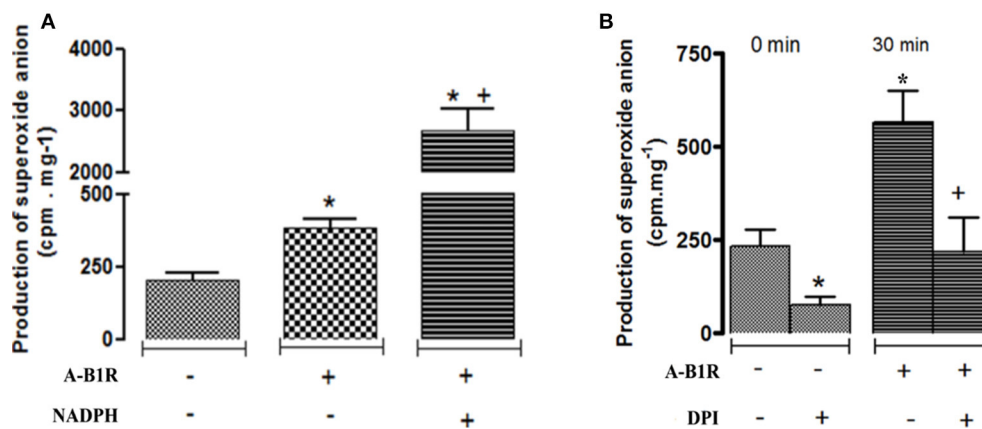 A
Production of superoxide anion
(cpm . mg-1)
4000
3000
2000
500
250
0
*
* +
A-B1R - + +
NADPH - - +
B
Production of superoxide anion
(cpm.mg-1)
0 min 30 min
750
500
250
0
*
*
+
A-B1R - - + +
DPI - + - +